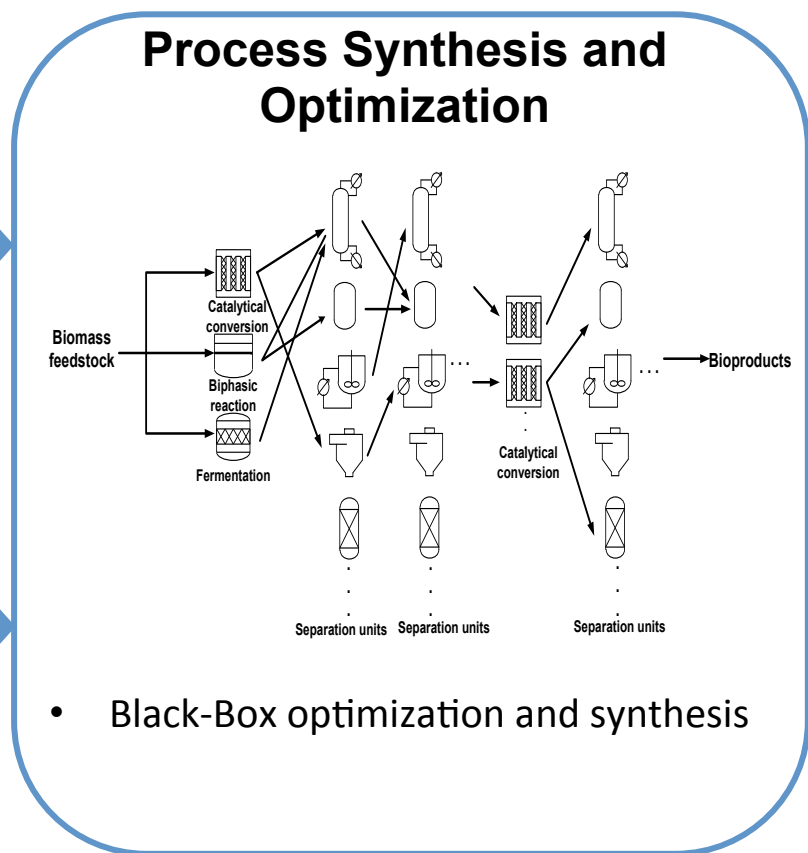 Process Synthesis and
Optimization
Catalytical
conversion
Biomass
feedstock
Biphasic
reaction
Fermentation
...
Catalytical
conversion
...
Bioproducts
Separation units
Separation units
Separation units
• Black-Box optimization and synthesis